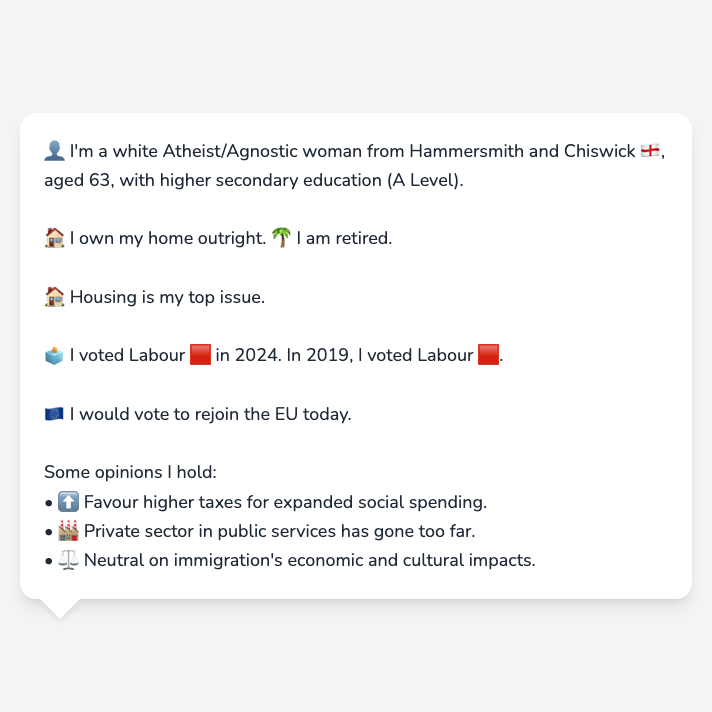 👤 I'm a white Atheist/Agnostic woman from Hammersmith and Chiswick 🏴󠁧󠁢󠁥󠁮󠁧󠁿,
aged 63, with higher secondary education (A Level).
🏠 I own my home outright. 🌴 I am retired.
🏠 Housing is my top issue.
🗳️ I voted Labour 🟥 in 2024. In 2019, I voted Labour 🟥.
🇪🇺 I would vote to rejoin the EU today.
Some opinions I hold:
• ⬆️ Favour higher taxes for expanded social spending.
• 🏭 Private sector in public services has gone too far.
• ⚖️ Neutral on immigration's economic and cultural impacts.